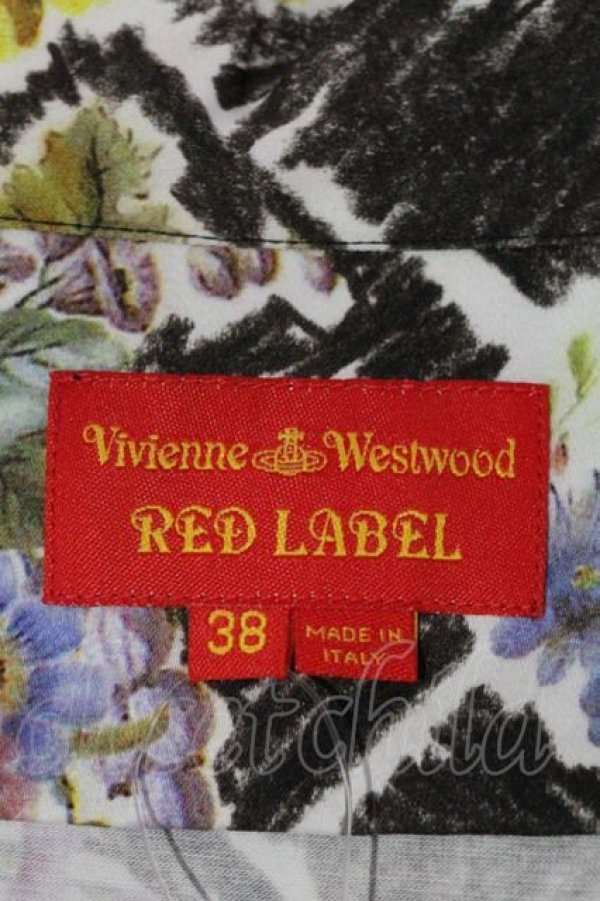 Vivienne Westwood
RED LABEL
38
MADE IN
ITALY